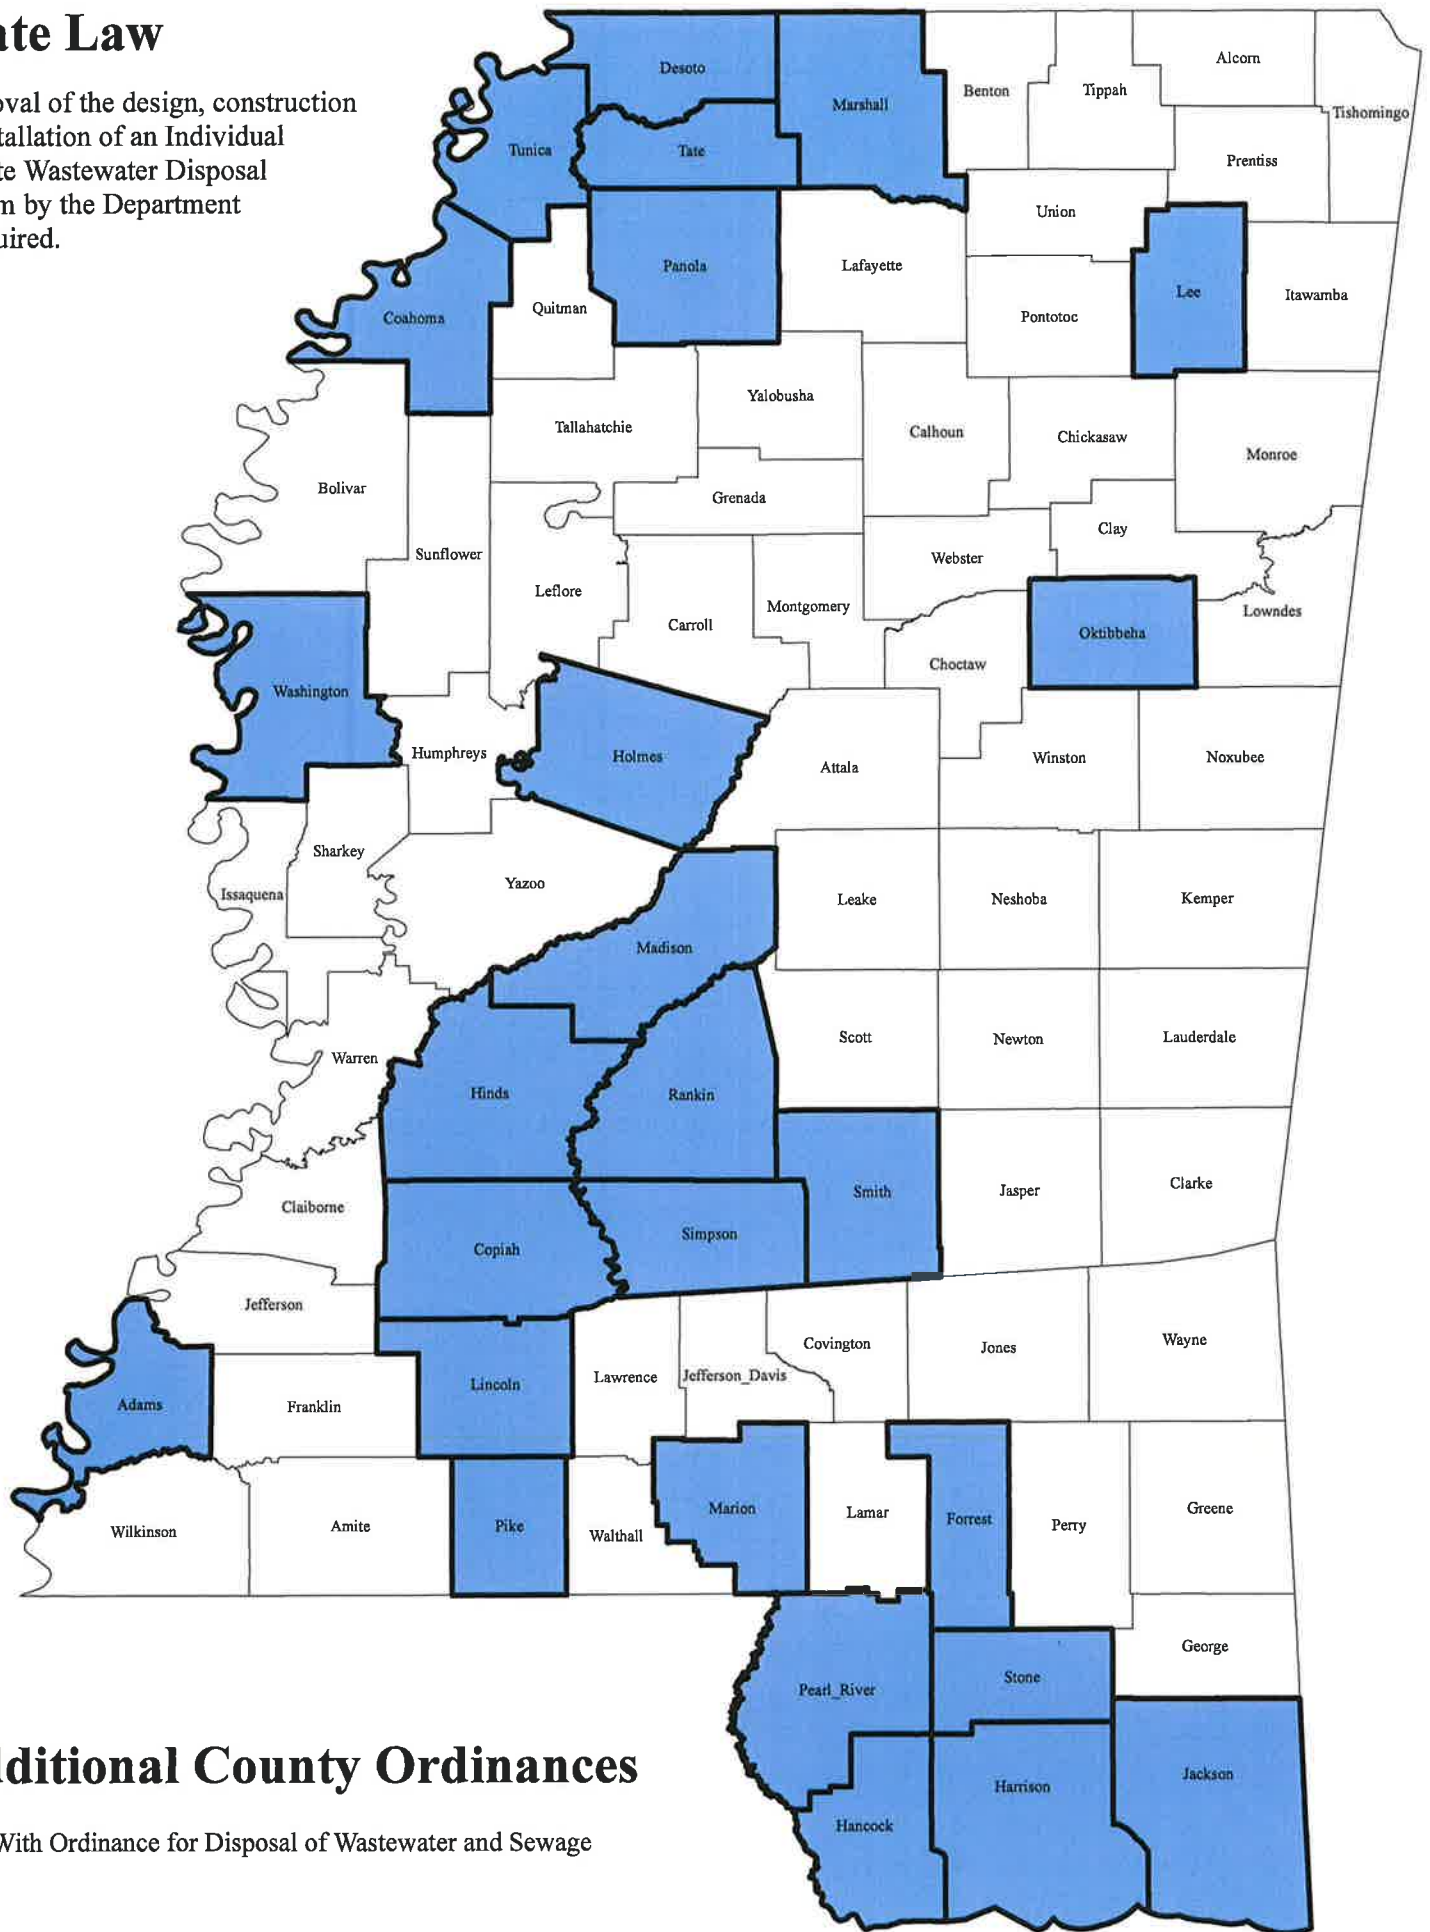 ate Law
oval of the design, construction
tallation of an Individual
te Wastewater Disposal
m by the Department
uired.
Desoto
Marshall
Benton
Tippah
Alcorn
Tishomingo
Tunica
Tate
Prentiss
Union
Panola
Lafayette
Coahoma
Quitman
Pontotoc
Lee
Itawamba
Tallahatchie
Yalobusha
Calhoun
Chickasaw
Monroe
Bolivar
Grenada
Sunflower
Clay
Webster
Leflore
Carroll
Montgomery
Oktibbeha
Lowndes
Choctaw
Washington
Humphreys
Holmes
Attala
Winston
Noxubee
Sharkey
Issaquena
Yazoo
Leake
Neshoba
Kemper
Madison
Warren
Scott
Newton
Lauderdale
Hinds
Rankin
Claiborne
Smith
Jasper
Clarke
Copiah
Simpson
Jefferson
Covington
Jones
Wayne
Lawrence
Jefferson_Davis
Adams
Franklin
Lincoln
Wilkinson
Amite
Pike
Walthall
Marion
Lamar
Forrest
Perry
Greene
George
Pearl_River
Stone
Hancock
Harrison
Jackson
ditional County Ordinances
With Ordinance for Disposal of Wastewater and Sewage